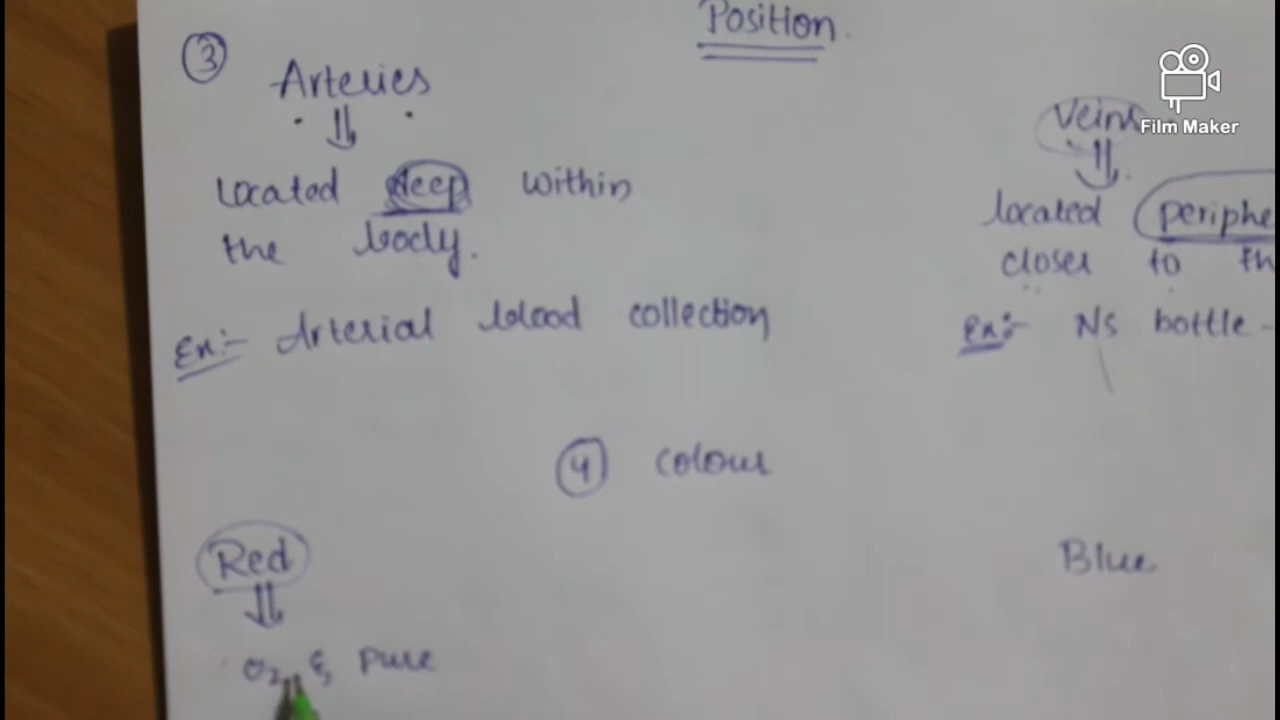 Position.
3
Arteries
Located deep within
the body.
Ex:- Arterial blood collection
Film Maker
Veins
located periphe
closer to th
Ex:- NS bottle -
4 colour
Red
O2 & Pure
Blue